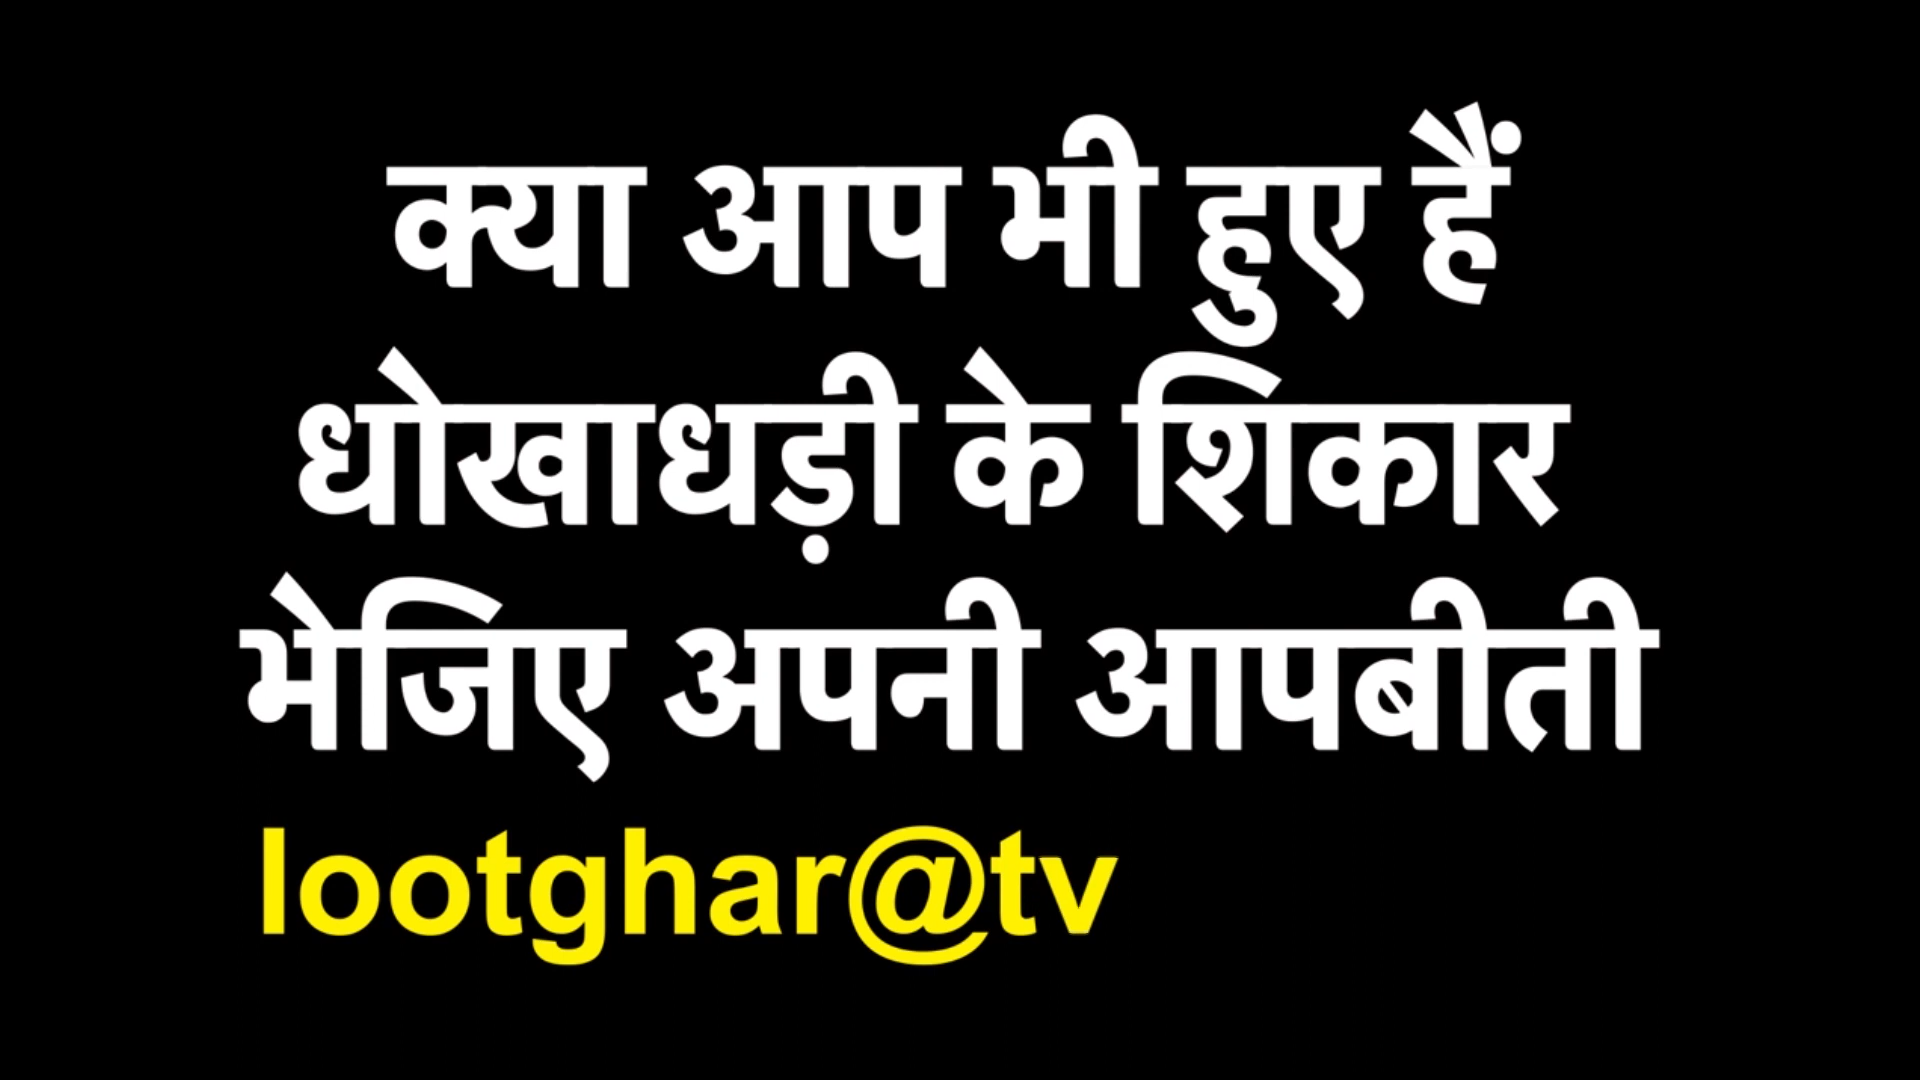 क्या आप भी हुए हैं
धोखाधड़ी के शिकार
भेजिए अपनी आपबीती
lootghar@tv